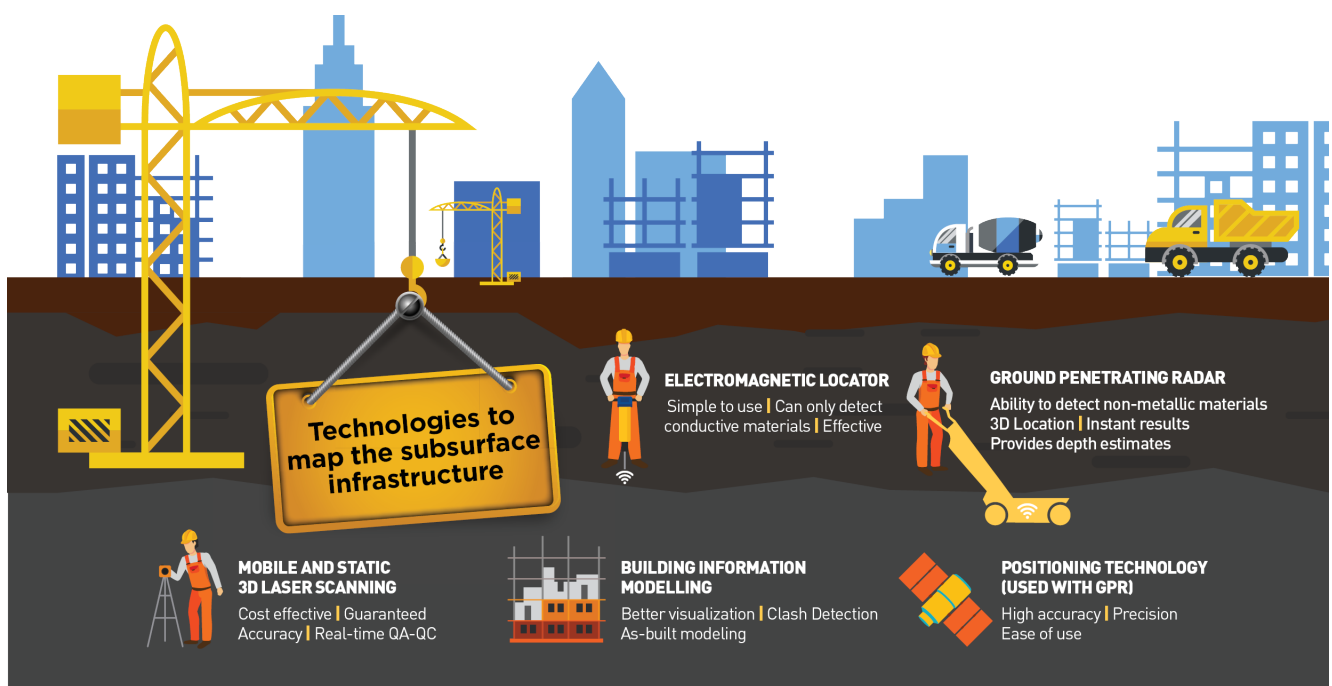 Technologies to
map the subsurface
infrastructure
ELECTROMAGNETIC LOCATOR
Simple to use | Can only detect
conductive materials | Effective
GROUND PENETRATING RADAR
Ability to detect non-metallic materials
3D Location | Instant results
Provides depth estimates
MOBILE AND STATIC
3D LASER SCANNING
Cost effective | Guaranteed
Accuracy | Real-time QA-QC
BUILDING INFORMATION
MODELLING
Better visualization | Clash Detection
As-built modeling
POSITIONING TECHNOLOGY
(USED WITH GPR)
High accuracy | Precision
Ease of use